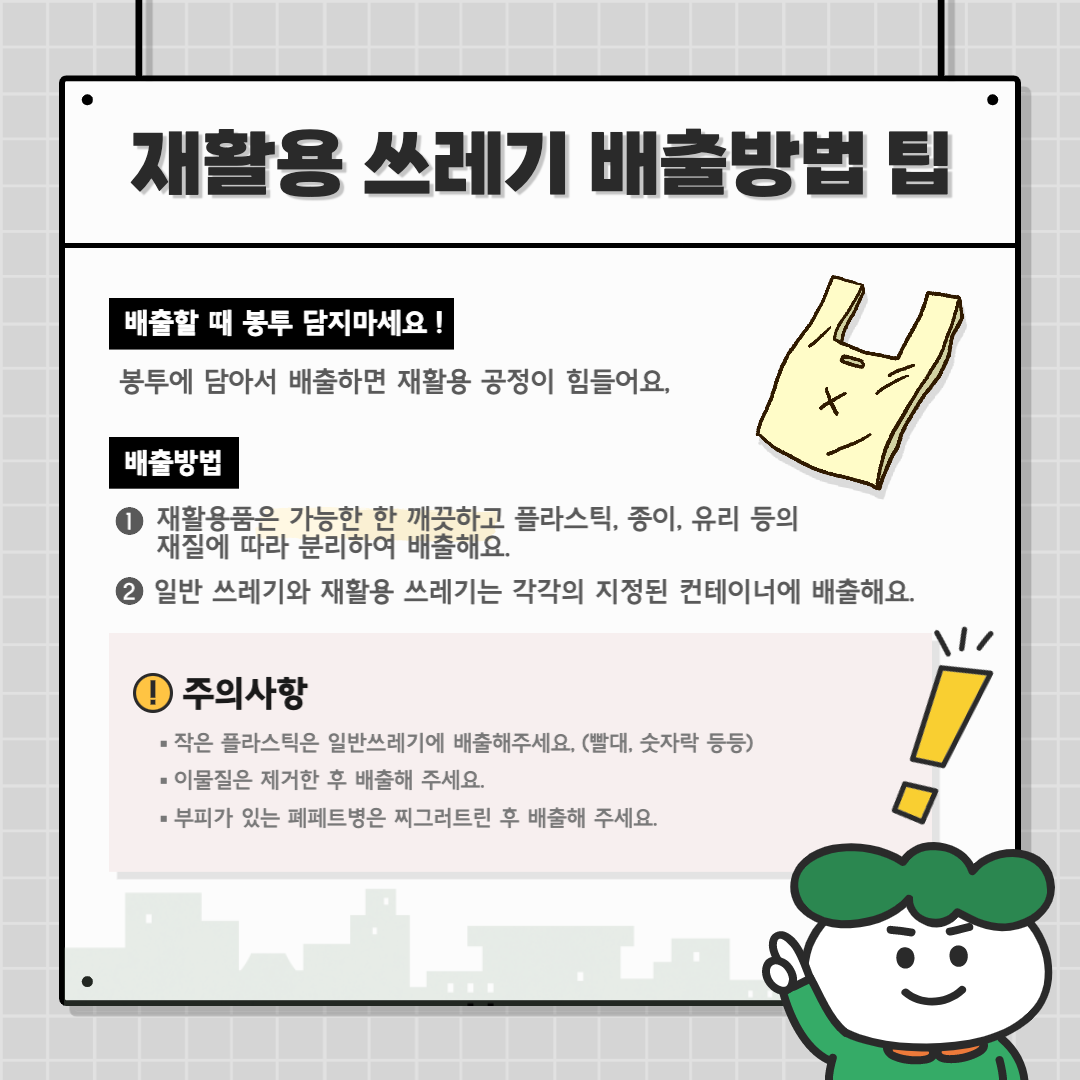 재활용 쓰레기 배출방법 팁
배출할 때 봉투 담지마세요 !
봉투에 담아서 배출하면 재활용 공정이 힘들어요,
배출방법
❶ 재활용품은 가능한 한 깨끗하고 플라스틱, 종이, 유리 등의
재질에 따라 분리하여 배출해요.
❷ 일반 쓰레기와 재활용 쓰레기는 각각의 지정된 컨테이너에 배출해요.
! 주의사항
▪ 작은 플라스틱은 일반쓰레기에 배출해주세요, (빨대, 숫자락 등등)
▪ 이물질은 제거한 후 배출해 주세요.
▪ 부피가 있는 폐페트병은 찌그러트린 후 배출해 주세요.